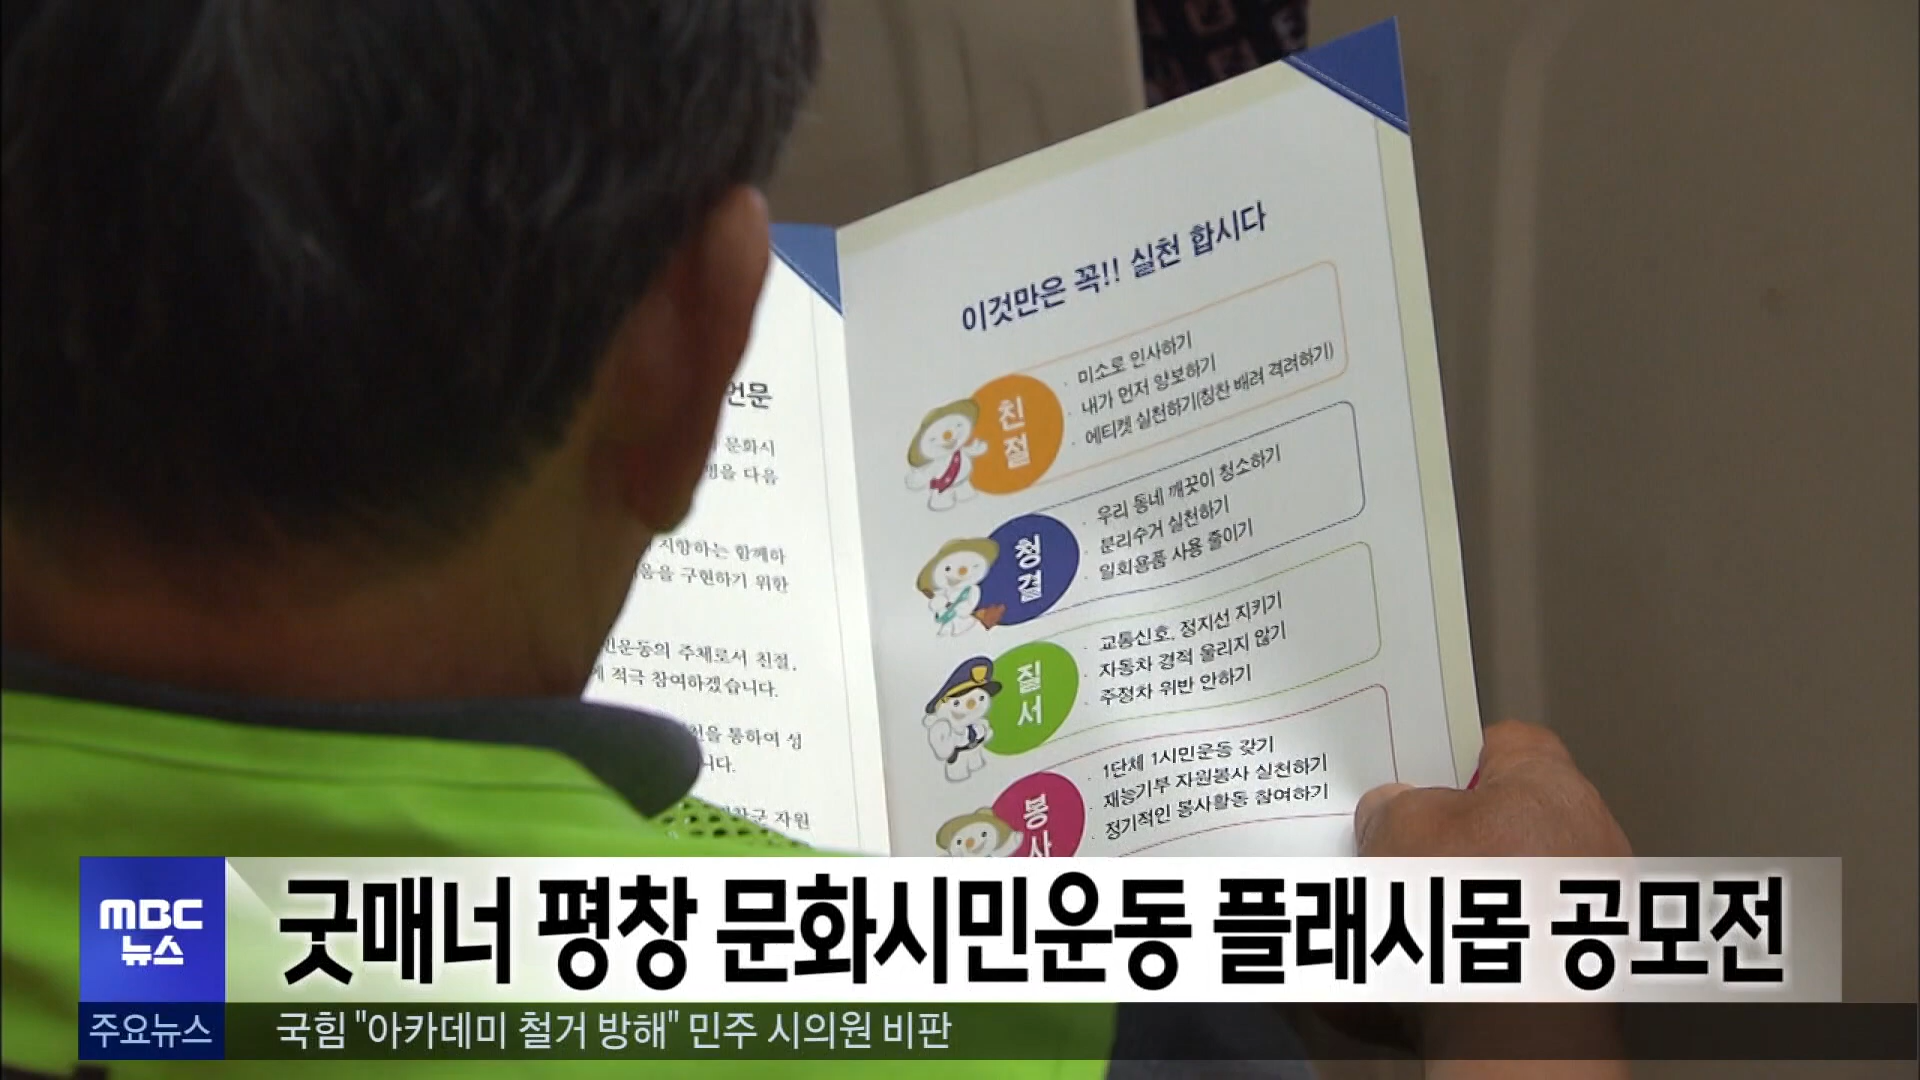 언문
문화시
다음
지향하는 함께하
구현하기 위한
운동의 주체로서 친절,
적극 참여하겠습니다.
통하여 성
니다.
자원
이것만은 꼭!! 실천 합시다
친절
· 미소로 인사하기
· 내가 먼저 양보하기
· 에티켓 실천하기(칭찬 배려 격려하기)
청결
· 우리 동네 깨끗이 청소하기
· 분리수거 실천하기
· 일회용품 사용 줄이기
질서
· 교통신호, 정지선 지키기
· 자동차 경적 울리지 않기
· 주정차 위반 안하기
봉사
· 1단체 1시민운동 갖기
· 재능기부 자원봉사 실천하기
· 정기적인 봉사활동 참여하기
MBC
뉴스
굿매너 평창 문화시민운동 플래시몹 공모전
주요뉴스
국힘 "아카데미 철거 방해" 민주 시의원 비판